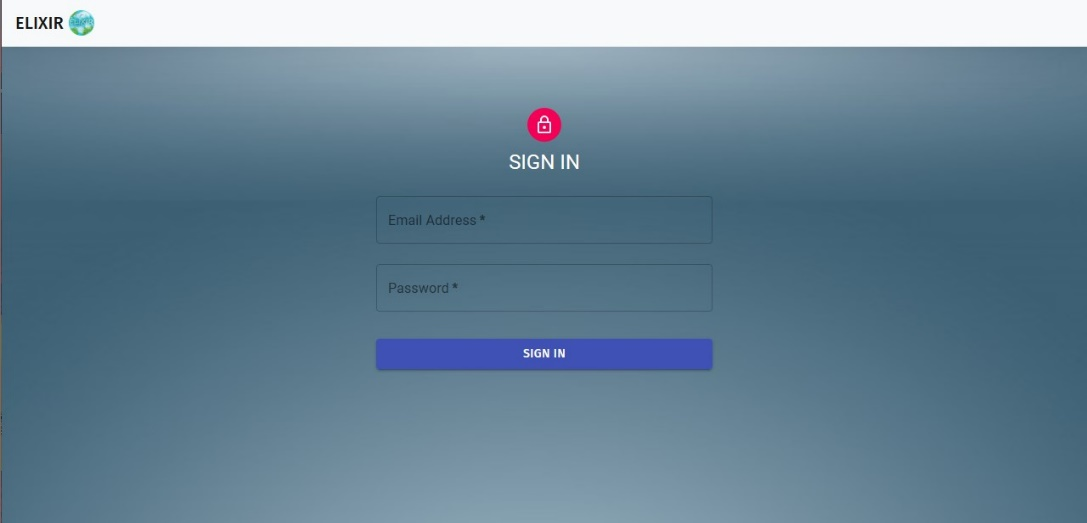 ELIXIR
SIGN IN
Email Address *
Password *
SIGN IN